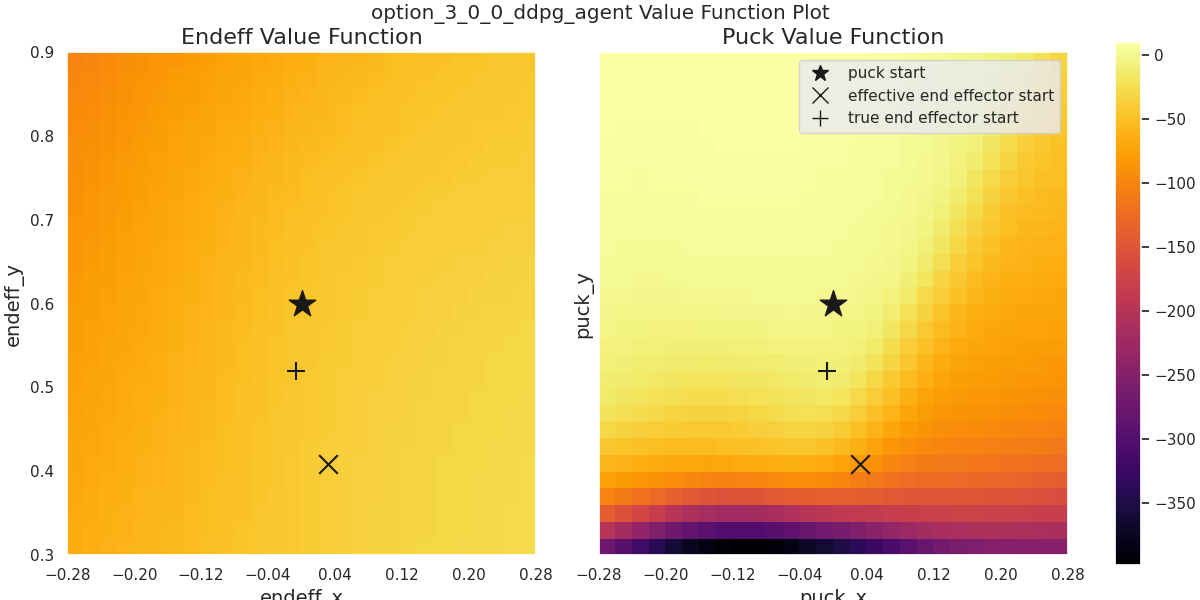 option_3_0_0_ddpg_agent Value Function Plot
Endeff Value Function
Puck Value Function
endeff_y
0.9
0.8
0.7
0.6
0.5
0.4
0.3
−0.28 −0.20 −0.12 −0.04 0.04 0.12 0.20 0.28
endeff_x
puck_y
puck start
effective end effector start
true end effector start
−0.28 −0.20 −0.12 −0.04 0.04 0.12 0.20 0.28
puck_x
0
−50
−100
−150
−200
−250
−300
−350